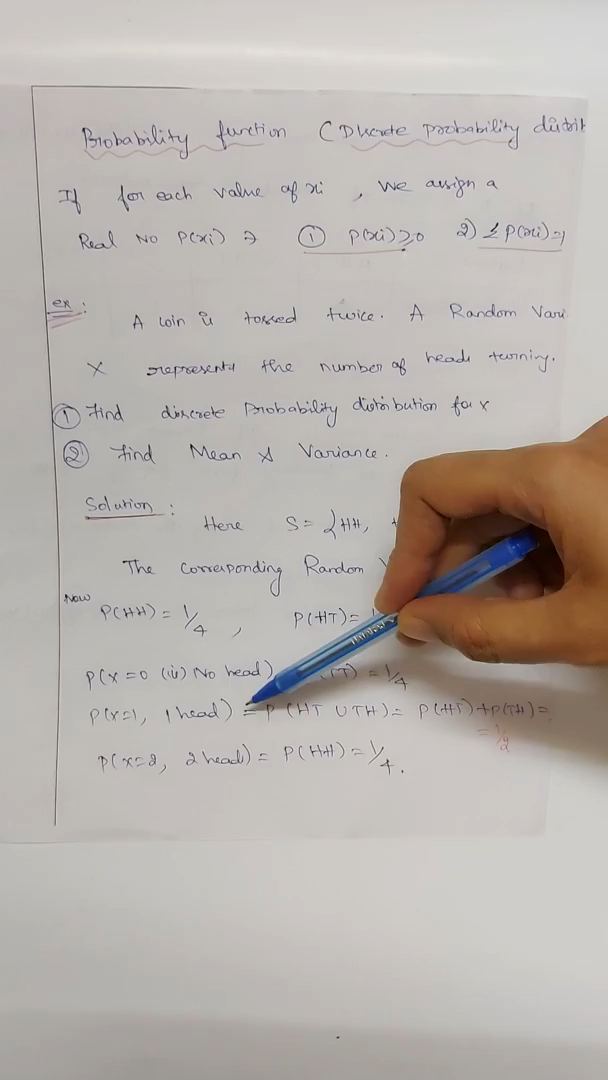 Probability function ( Discrete probability distri
If for each value of xi , We assign a
Real No P(xi) ∋ ① P(xi) ≥ 0 2) ≤ P(xi) = 1
ex :
A coin is tossed twice. A Random Vari
X represents the number of heads turning.
① Find discrete Probability distribution for x
② Find Mean & Variance.
Solution :
Here S = { HH,
The corresponding Random
Now P(HH) = 1/4 , P(HT) =
P(x=0 (ie) No head) = 1/4
P(x=1, 1 head) = P (HT ∪ TH) = P(HT) + P(TH) =
= 1/2
P(x=2, 2 head) = P(HH) = 1/4.